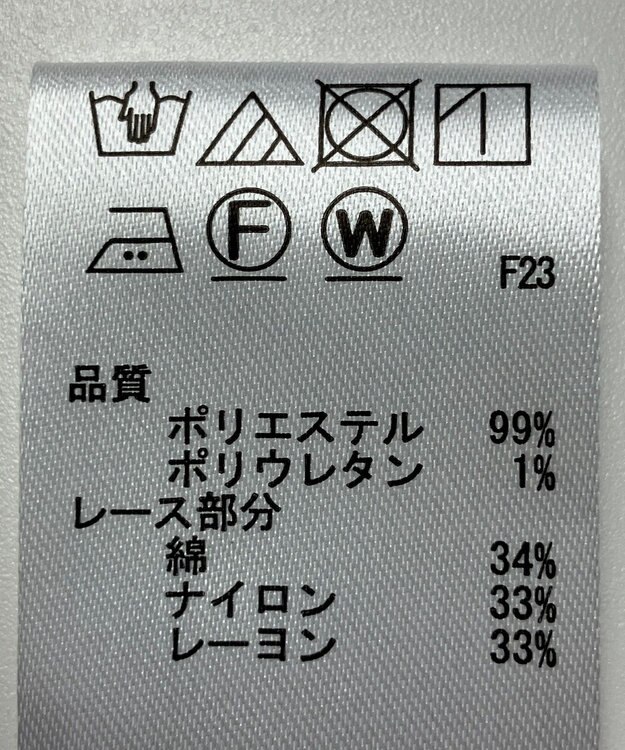 F
W
F23
品質
ポリエステル 99%
ポリウレタン 1%
レース部分
綿 34%
ナイロン 33%
レーヨン 33%